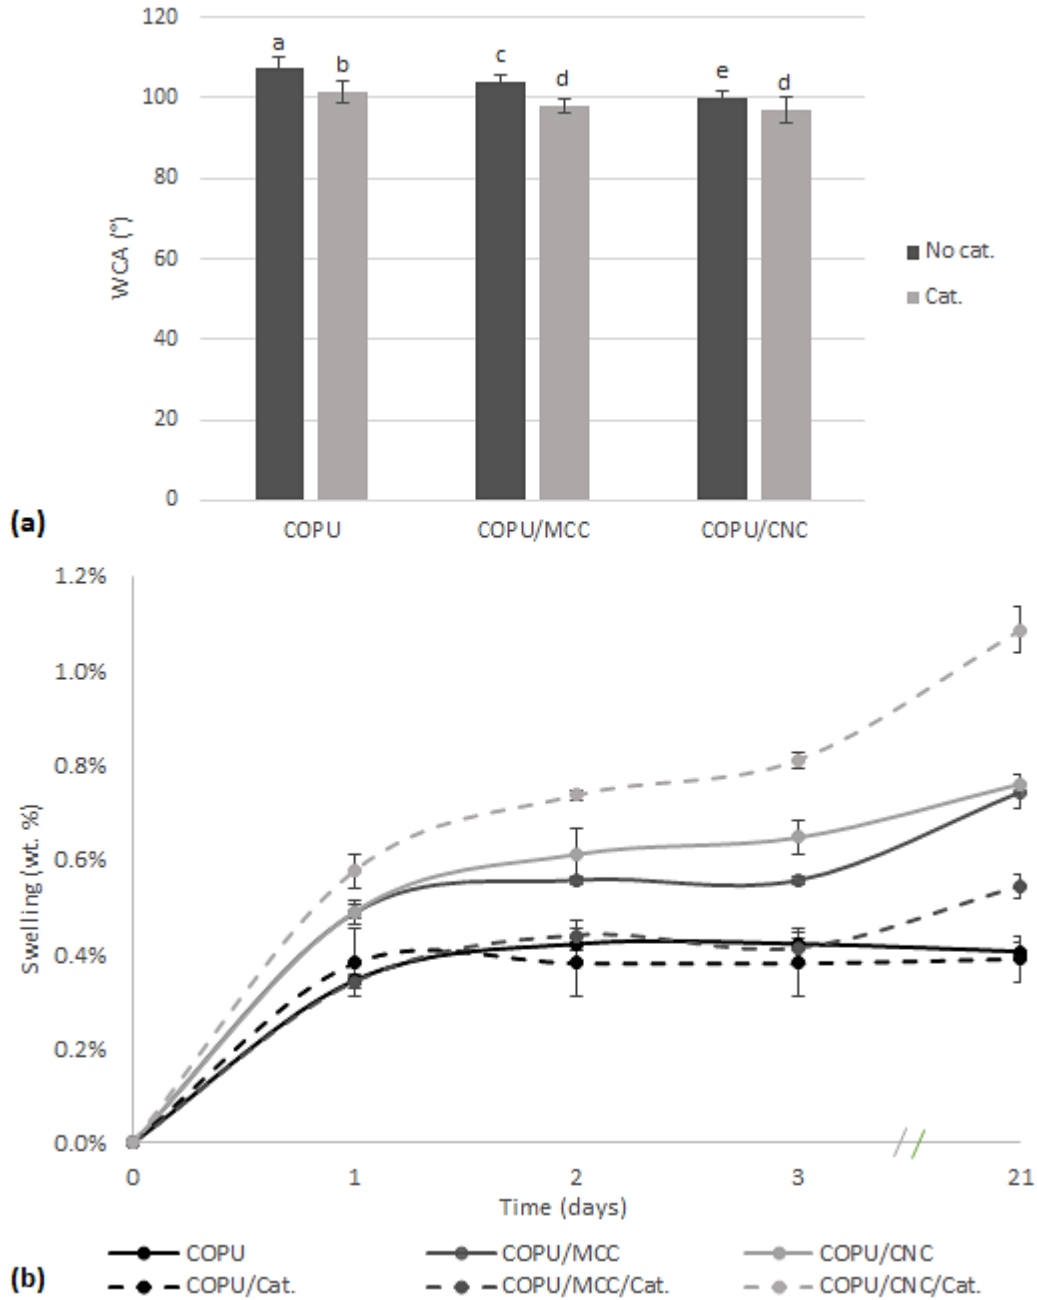 120
a
b
c
d
e
d
100
80
60
40
20
0
WCA (°)
No cat.
Cat.
COPU
COPU/MCC
COPU/CNC
(a)
1.2%
1.0%
0.8%
0.6%
0.4%
0.2%
0.0%
Swelling (wt. %)
0
1
2
3
21
Time (days)
COPU
COPU/MCC
COPU/CNC
COPU/Cat.
COPU/MCC/Cat.
COPU/CNC/Cat.
(b)